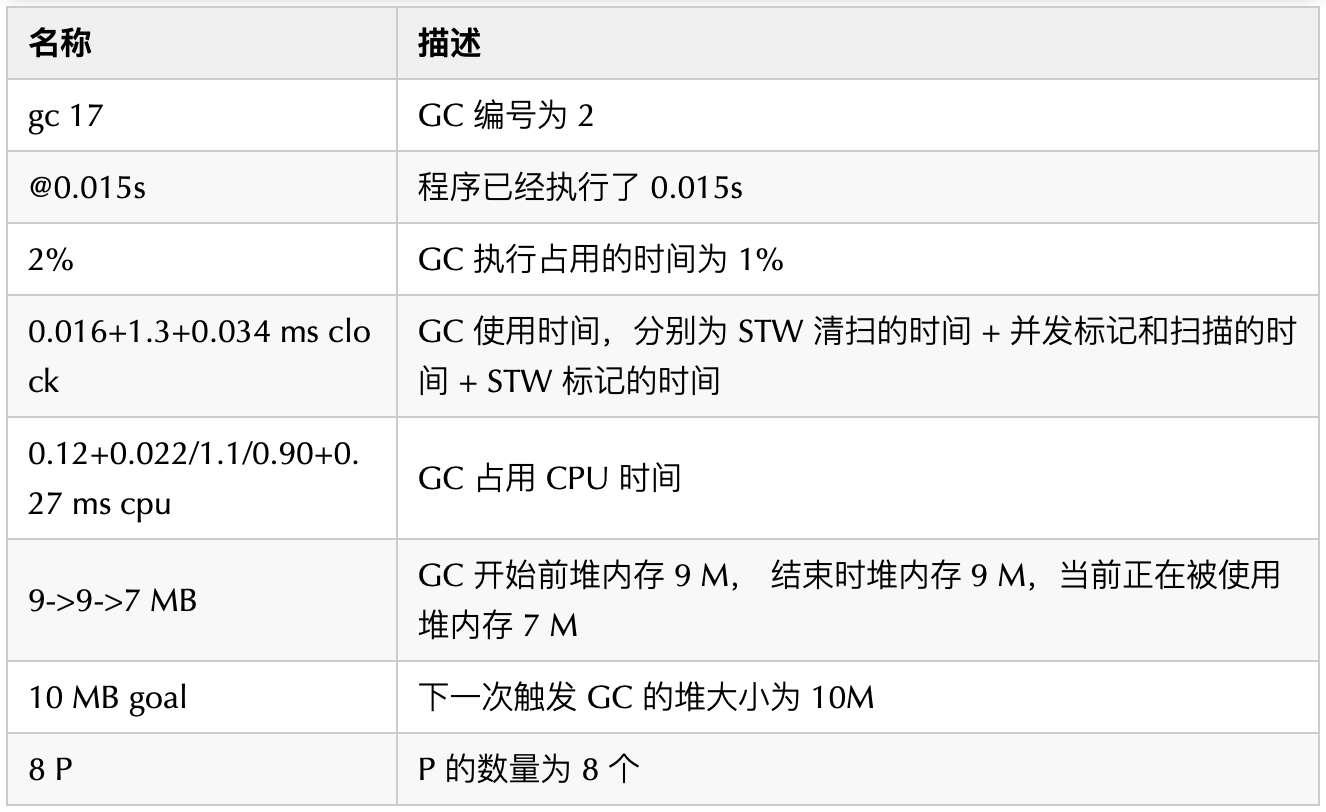 名称
描述
gc 17
GC 编号为 2
@0.015s
程序已经执行了 0.015s
2%
GC 执行占用的时间为 1%
0.016+1.3+0.034 ms clo
ck
GC 使用时间，分别为 STW 清扫的时间 + 并发标记和扫描的时
间 + STW 标记的时间
0.12+0.022/1.1/0.90+0.
27 ms cpu
GC 占用 CPU 时间
9->9->7 MB
GC 开始前堆内存 9 M， 结束时堆内存 9 M，当前正在被使用
堆内存 7 M
10 MB goal
下一次触发 GC 的堆大小为 10M
8 P
P 的数量为 8 个